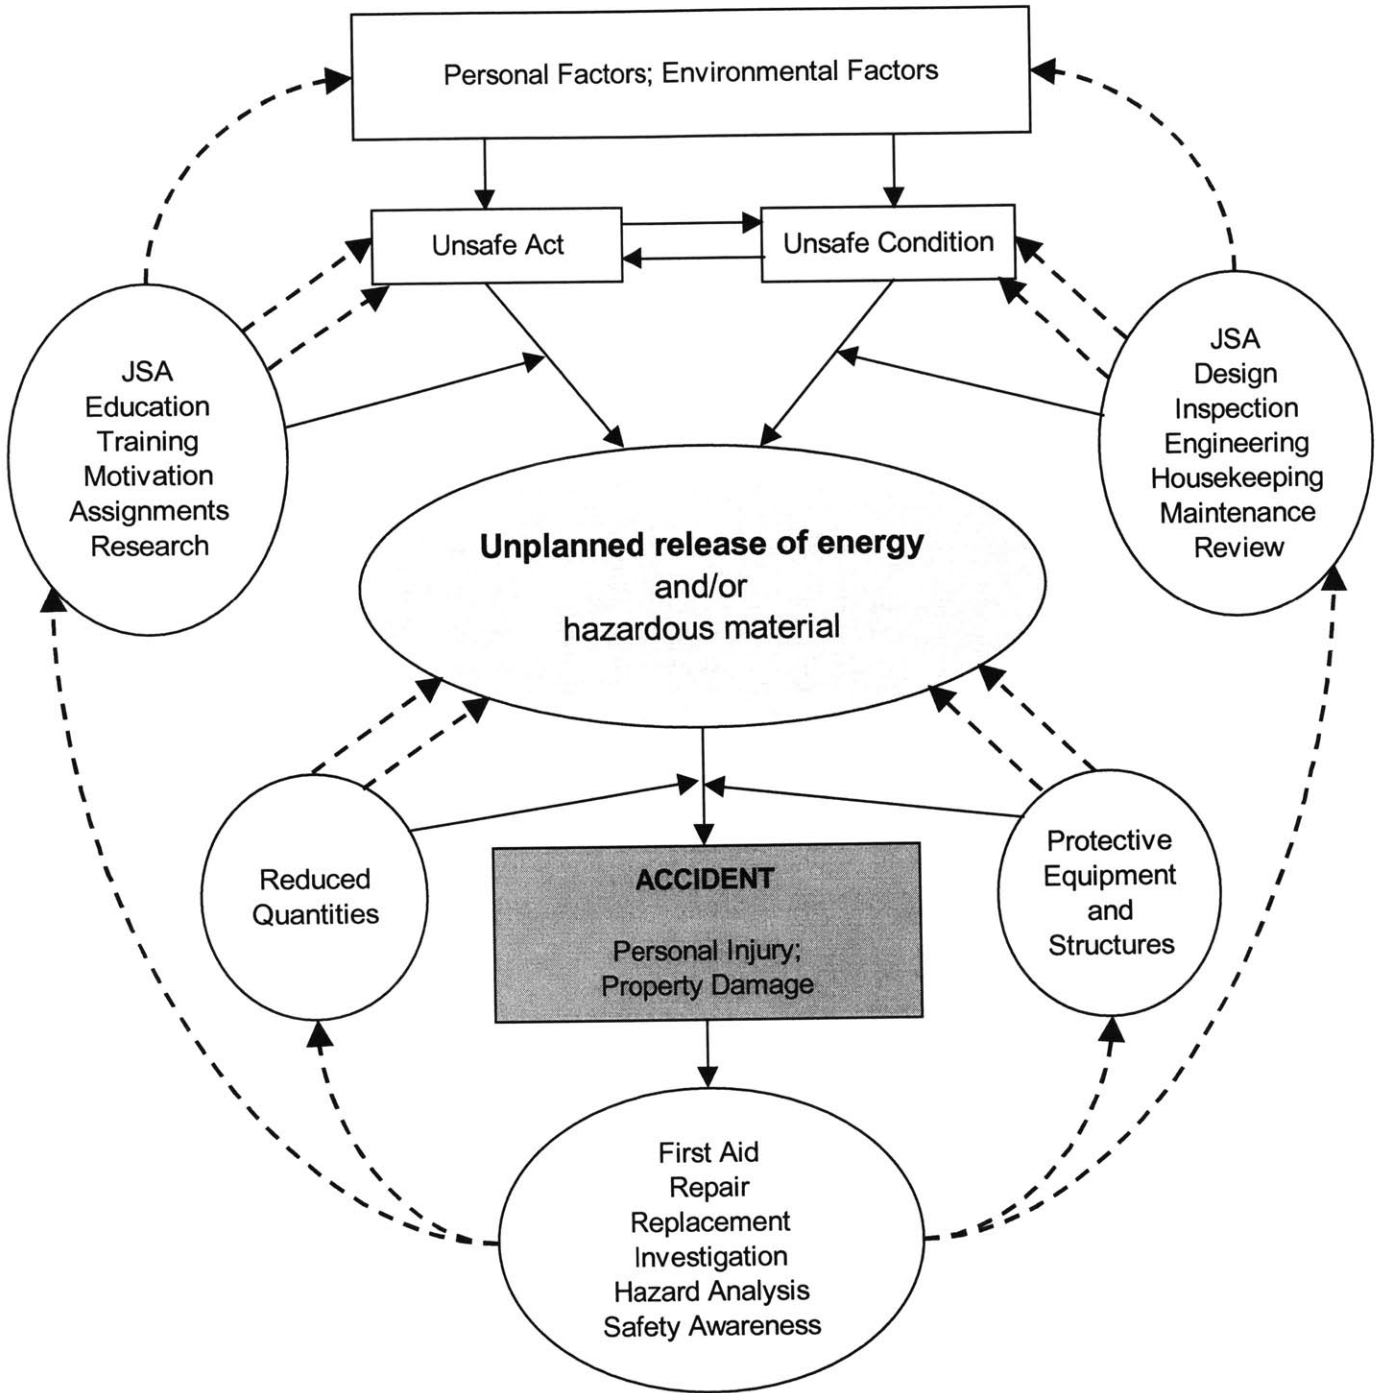 Personal Factors; Environmental Factors
Unsafe Act
Unsafe Condition
JSA
Education
Training
Motivation
Assignments
Research
JSA
Design
Inspection
Engineering
Housekeeping
Maintenance
Review
Unplanned release of energy
and/or
hazardous material
Reduced
Quantities
ACCIDENT
Personal Injury;
Property Damage
Protective
Equipment
and
Structures
First Aid
Repair
Replacement
Investigation
Hazard Analysis
Safety Awareness